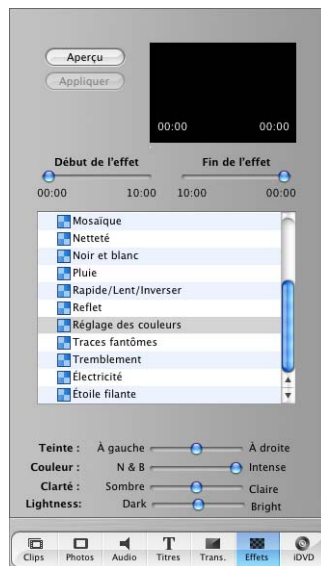 Aperçu
Appliquer
00:00 00:00
Début de l'effet Fin de l'effet
00:00 10:00 10:00 00:00
Mosaïque
Netteté
Noir et blanc
Pluie
Rapide/Lent/Inverser
Reflet
Réglage des couleurs
Traces fantômes
Tremblement
Électricité
Étoile filante
Teinte : À gauche À droite
Couleur : N & B Intense
Clarté : Sombre Claire
Lightness: Dark Bright
Clips Photos Audio Titres Trans. Effets iDVD